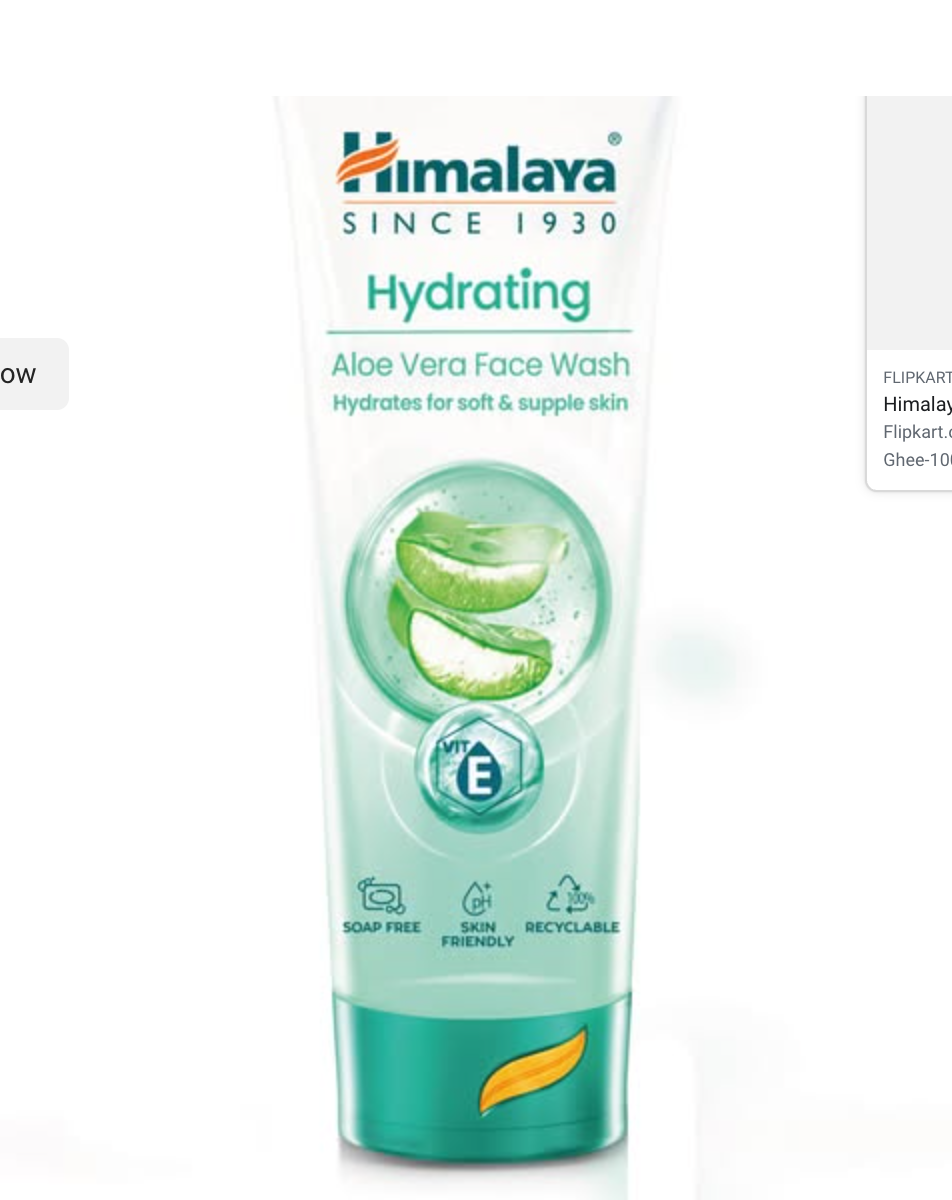 Himalaya®
SINCE 1930
Hydrating
Aloe Vera Face Wash
Hydrates for soft & supple skin
ow
FLIPKART
Himalay
Flipkart.c
Ghee-10
VIT
E
pH
100%
SOAP FREE
SKIN
FRIENDLY
RECYCLABLE